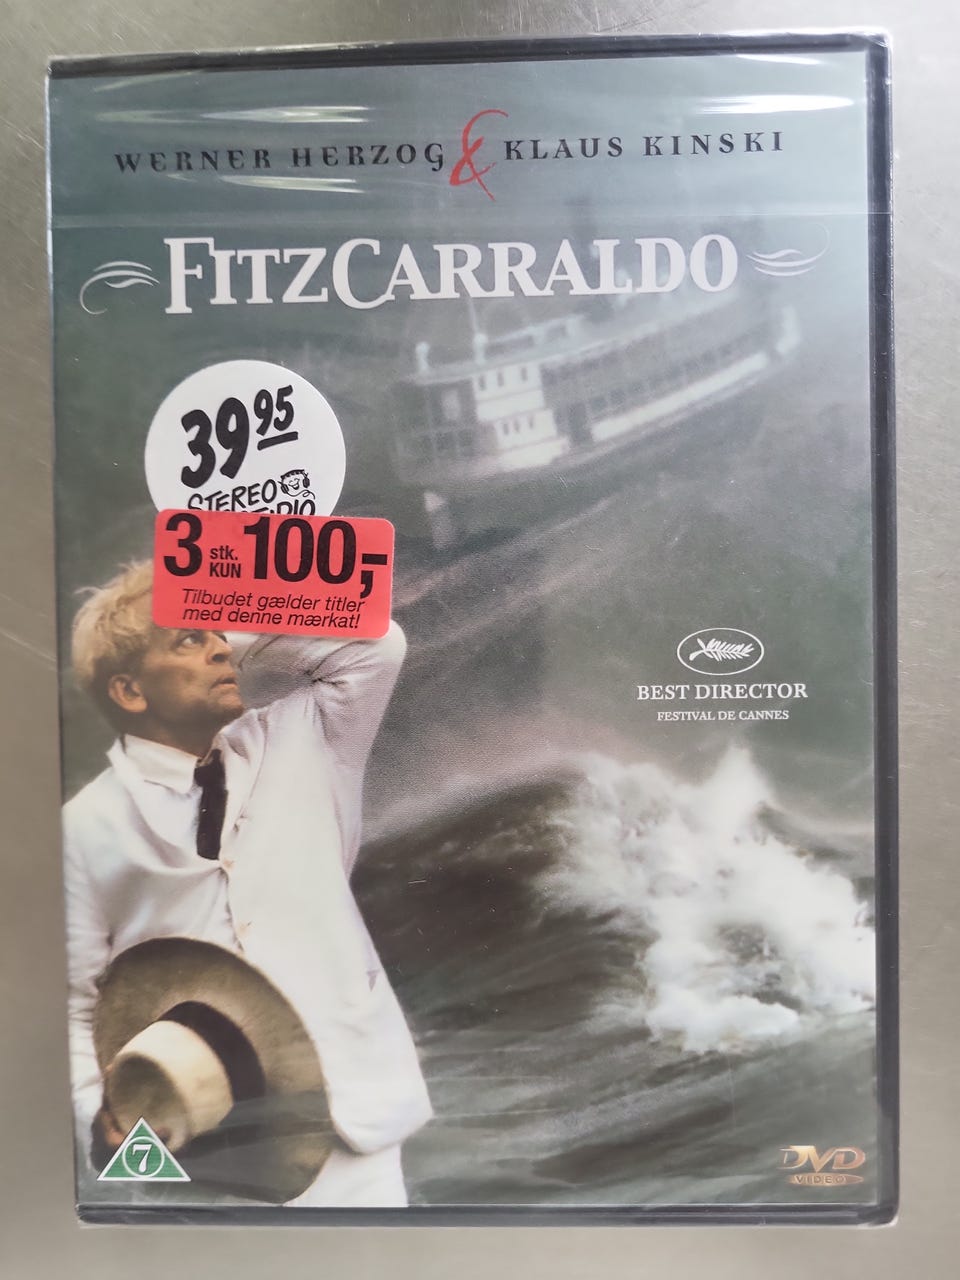 WERNER HERZOG & KLAUS KINSKI
FITZCARRALDO
39 95
STEREO
3 stk. KUN 100,-
Tilbudet gælder titler
med denne mærkat!
BEST DIRECTOR
FESTIVAL DE CANNES
7
DVD
VIDEO